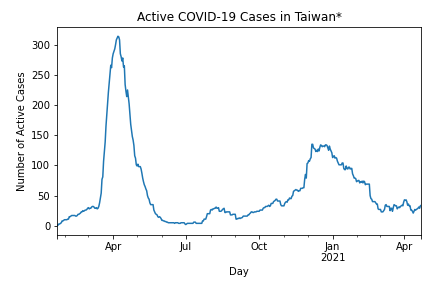 Active COVID-19 Cases in Taiwan*
Number of Active Cases
300
250
200
150
100
50
0
Apr
Jul
Oct
Jan
2021
Apr
Day